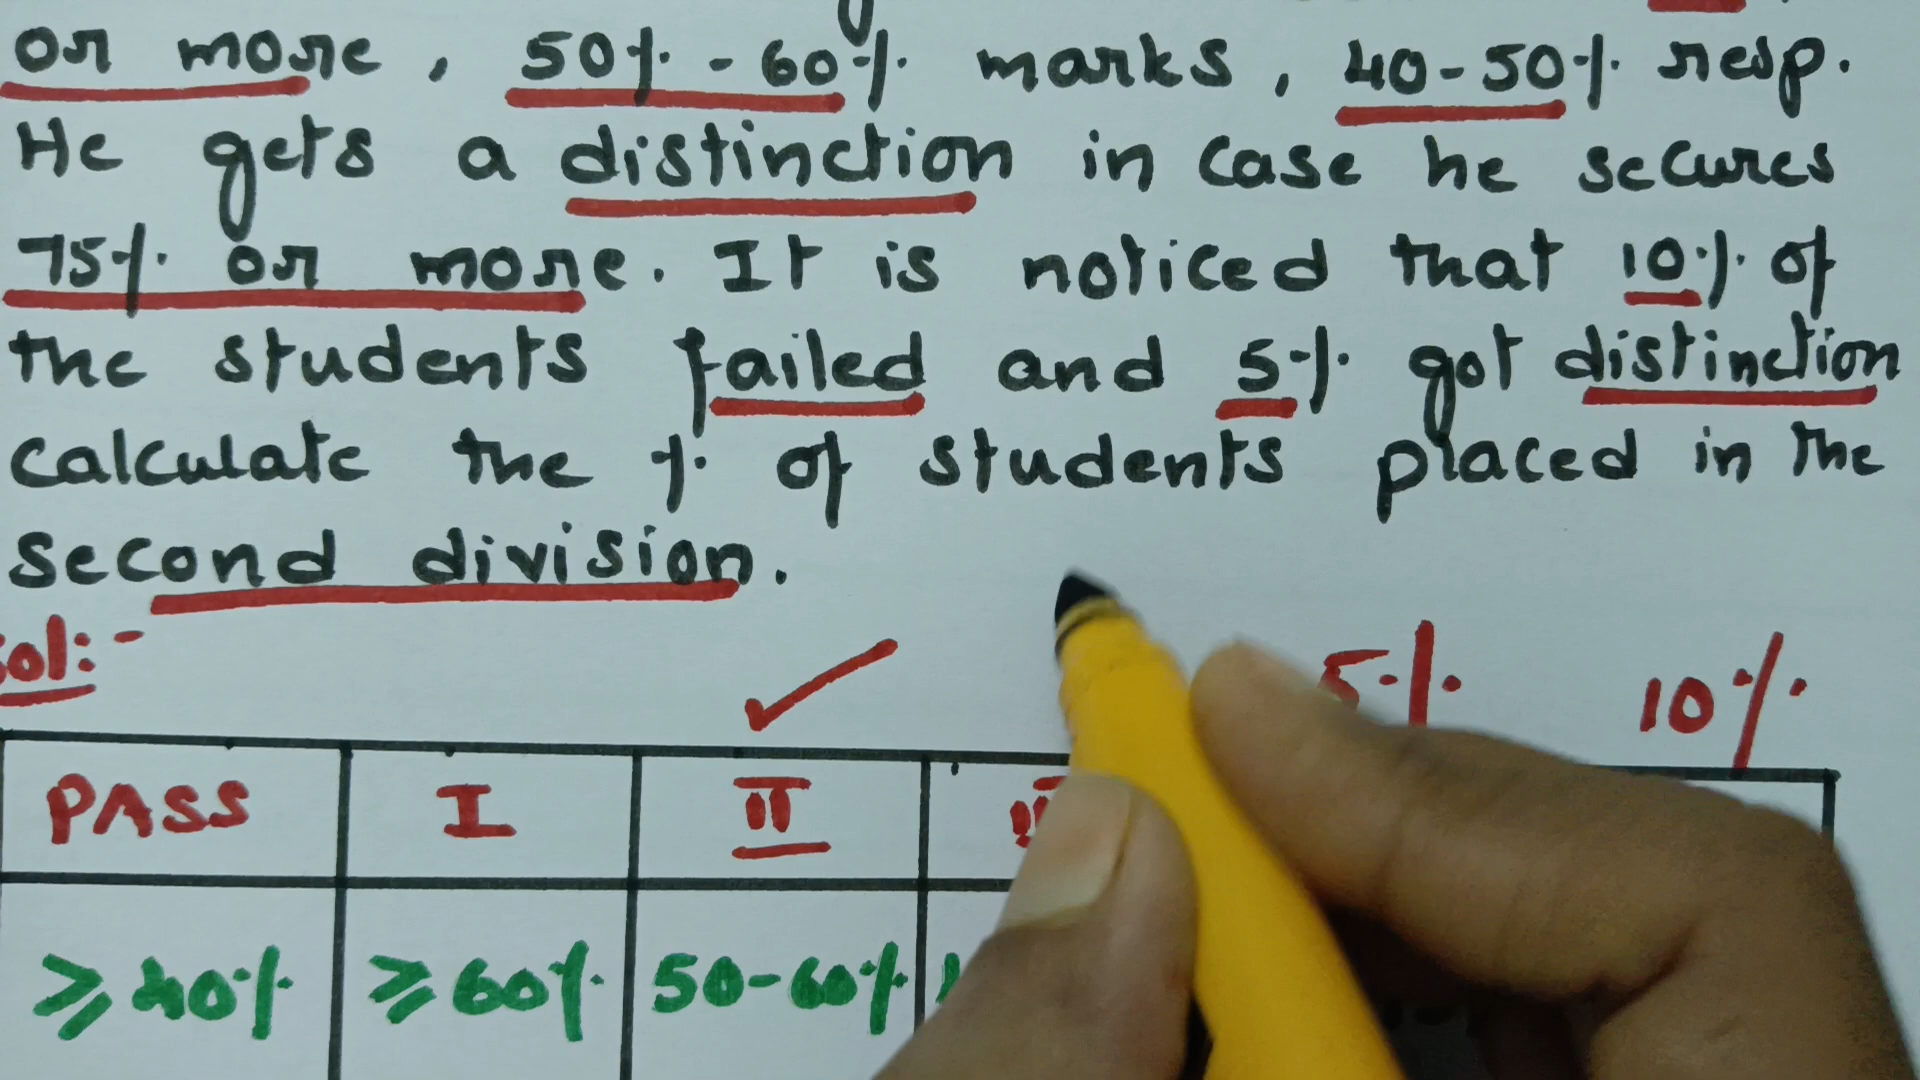 or more, 50% - 60% marks, 40-50% resp.
He gets a distinction in case he secures
75% or more. It is noticed that 10% of
the students failed and 5% got distinction
calculate the % of students placed in the
second division.
Sol:-
5% 10%
PASS I II
≥40% ≥60% 50-60%